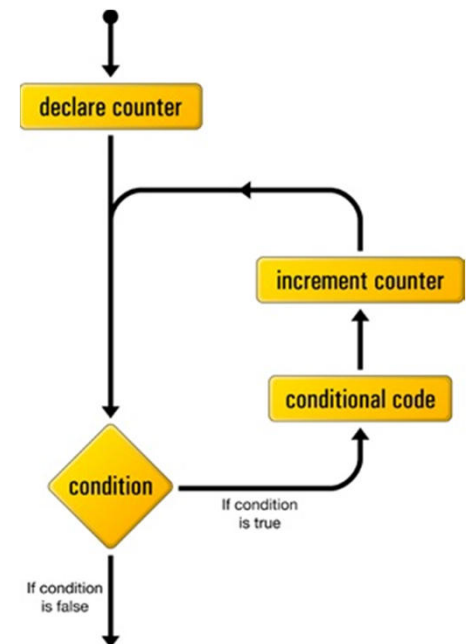 declare counter
increment counter
conditional code
condition
If condition
is true
If condition
is false